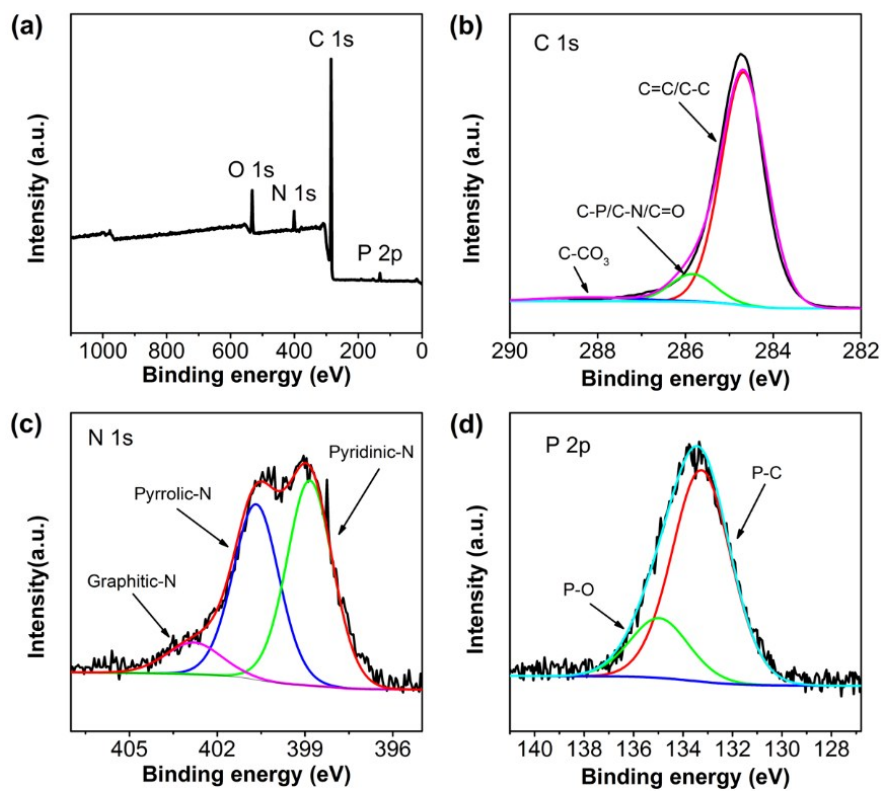 (a)
C 1s
O 1s
N 1s
P 2p
Intensity (a.u.)
1000 800 600 400 200 0
Binding energy (eV)
(b)
C 1s
C=C/C-C
C-P/C-N/C=O
C-CO₃
Intensity (a.u.)
290 288 286 284 282
Binding energy (eV)
(c)
N 1s
Pyridinic-N
Pyrrolic-N
Graphitic-N
Intensity(a.u.)
405 402 399 396
Binding energy (eV)
(d)
P 2p
P-C
P-O
Intensity (a.u.)
140 138 136 134 132 130 128
Binding energy (eV)